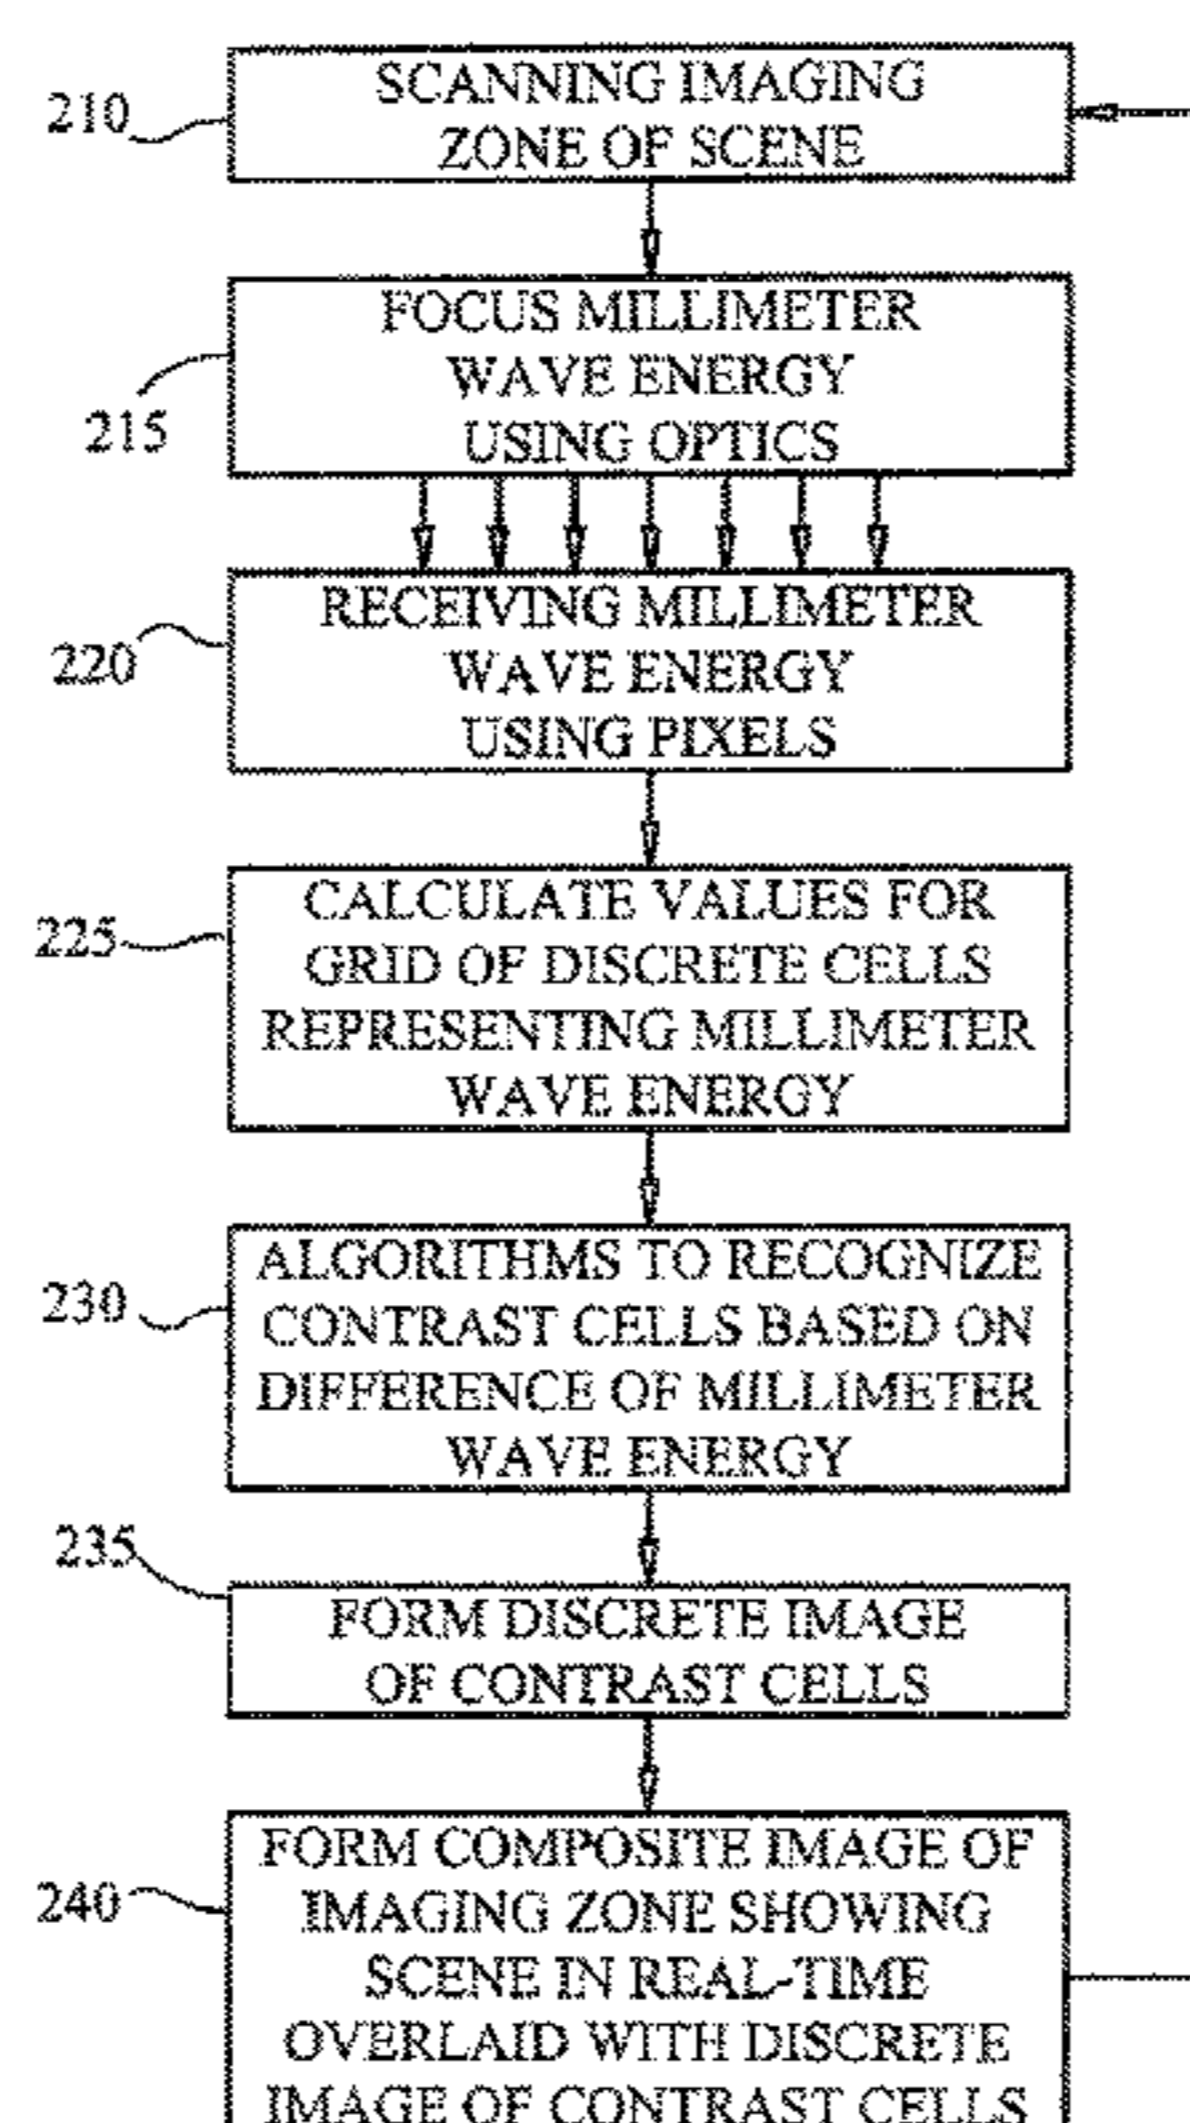 210
SCANNING IMAGING
ZONE OF SCENE
215
FOCUS MILLIMETER
WAVE ENERGY
USING OPTICS
220
RECEIVING MILLIMETER
WAVE ENERGY
USING PIXELS
225
CALCULATE VALUES FOR
GRID OF DISCRETE CELLS
REPRESENTING MILLIMETER
WAVE ENERGY
230
ALGORITHMS TO RECOGNIZE
CONTRAST CELLS BASED ON
DIFFERENCE OF MILLIMETER
WAVE ENERGY
235
FORM DISCRETE IMAGE
OF CONTRAST CELLS
240
FORM COMPOSITE IMAGE OF
IMAGING ZONE SHOWING
SCENE IN REAL-TIME
OVERLAID WITH DISCRETE
IMAGE OF CONTRAST CELLS